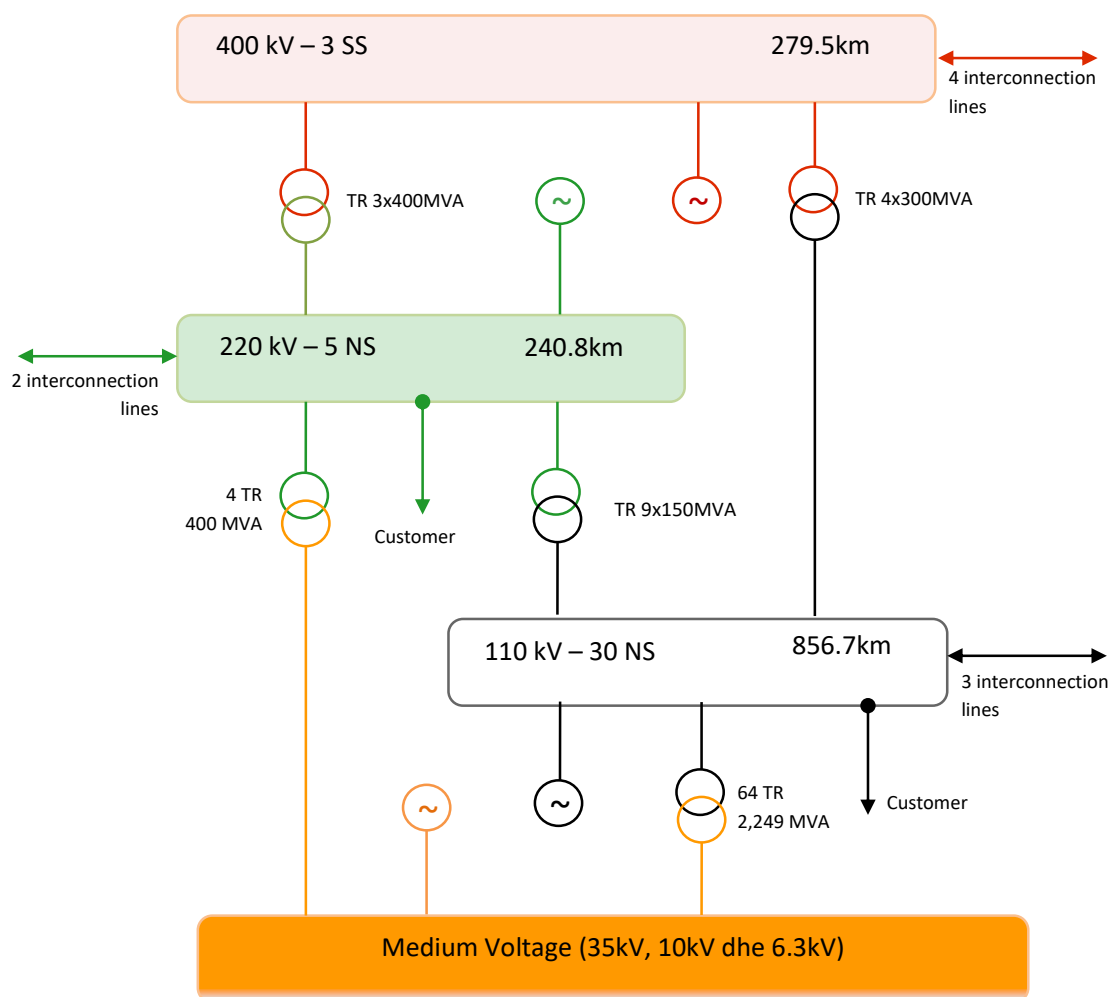 400 kV – 3 SS 279.5km
4 interconnection
lines
TR 3x400MVA
~
~
TR 4x300MVA
220 kV – 5 NS 240.8km
2 interconnection
lines
4 TR
400 MVA
Customer
TR 9x150MVA
110 kV – 30 NS 856.7km
3 interconnection
lines
~
~
64 TR
2,249 MVA
Customer
Medium Voltage (35kV, 10kV dhe 6.3kV)